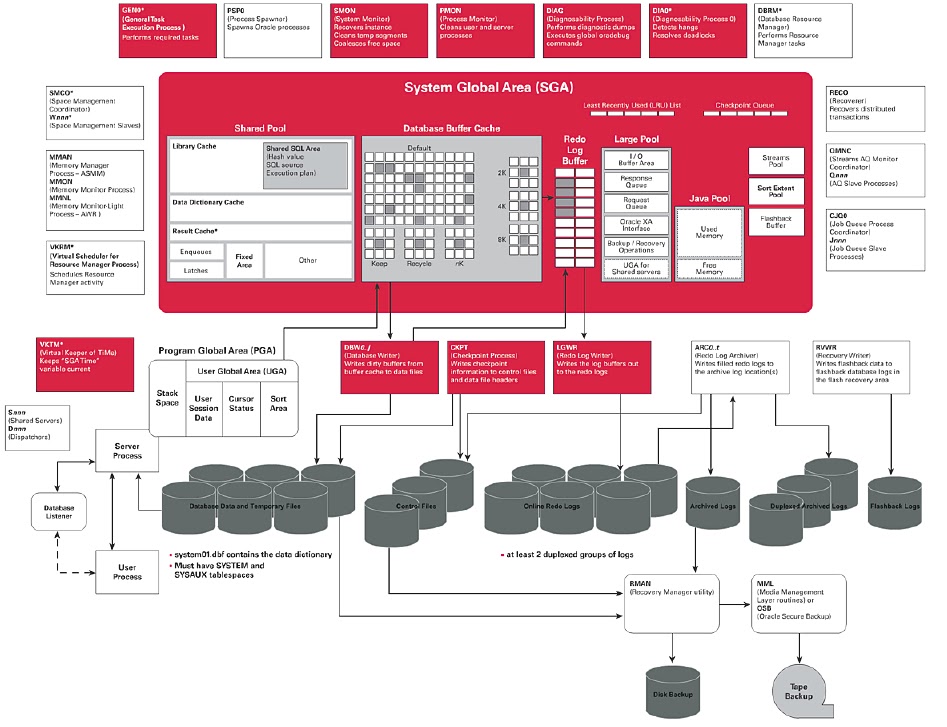 GEN0*
(General Task
Execution Process)
Performs required tasks
PSP0
(Process Spawner)
Spawns Oracle processes
SMON
(System Monitor)
Recovers instance
Cleans temp segments
Coalesces free space
PMON
(Process Monitor)
Cleans user and server
processes
DIAG
(Diagnosability Process)
Performs diagnostic dumps
Executes global oradebug
commands
DIA0*
(Diagnosability Process 0)
Detects hangs
Resolves deadlocks
DBRM*
(Database Resource
Manager)
Performs Resource
Manager tasks
SMCO*
(Space Management
Coordinator)
Wnnn*
(Space Management Slaves)
MMAN
(Memory Manager
Process – ASMM)
MMON
(Memory Monitor Process)
MMNL
(Memory Monitor-Light
Process – AWR)
VKRM*
(Virtual Scheduler for
Resource Manager Process)
Schedules Resource
Manager activity
System Global Area (SGA)
Least Recently Used (LRU) List
Checkpoint Queue
Shared Pool
Library Cache
Shared SQL Area
(Hash value
SQL source
Execution plan)
Data Dictionary Cache
Result Cache*
Enqueues
Latches
Fixed
Area
Other
Database Buffer Cache
Default
2K
4K
8K
Keep
Recycle
nK
Redo
Log
Buffer
Large Pool
I/O
Buffer Area
Response
Queue
Request
Queue
Oracle XA
Interface
Backup / Recovery
Operations
UGA for
Shared servers
Java Pool
Used
Memory
Free
Memory
Streams
Pool
Sort Extent
Pool
Flashback
Buffer
RECO
(Recoverer)
Recovers distributed
transactions
QMNC
(Streams AQ Monitor
Coordinator)
Qnnn
(AQ Slave Processes)
CJQ0
(Job Queue Process
Coordinator)
Jnnn
(Job Queue Slave
Processes)
VKTM*
(Virtual Keeper of TiMe)
Keeps "SGA Time"
variable current
Program Global Area (PGA)
User Global Area (UGA)
Stack
Space
User
Session
Data
Cursor
Status
Sort
Area
DBW0..j
(Database Writer)
Writes dirty buffers from
buffer cache to data files
CKPT
(Checkpoint Process)
Writes checkpoint
information to control files
and data file headers
LGWR
(Redo Log Writer)
Writes the log buffers out
to the redo logs
ARC0..t
(Redo Log Archiver)
Writes filled redo logs to
the archive log location(s)
RVWR
(Recovery Writer)
Writes flashback data to
flashback database logs in
the flash recovery area
Snnn
(Shared Servers)
Dnnn
(Dispatchers)
Server
Process
Database
Listener
User
Process
Database Data and Temporary Files
Control Files
Online Redo Logs
Archived Logs
Duplexed Archived Logs
Flashback Logs
• system01.dbf contains the data dictionary
• Must have SYSTEM and
SYSAUX tablespaces
• at least 2 duplexed groups of logs
RMAN
(Recovery Manager utility)
MML
(Media Management
Layer routines) or
OSB
(Oracle Secure Backup)
Disk Backup
Tape
Backup